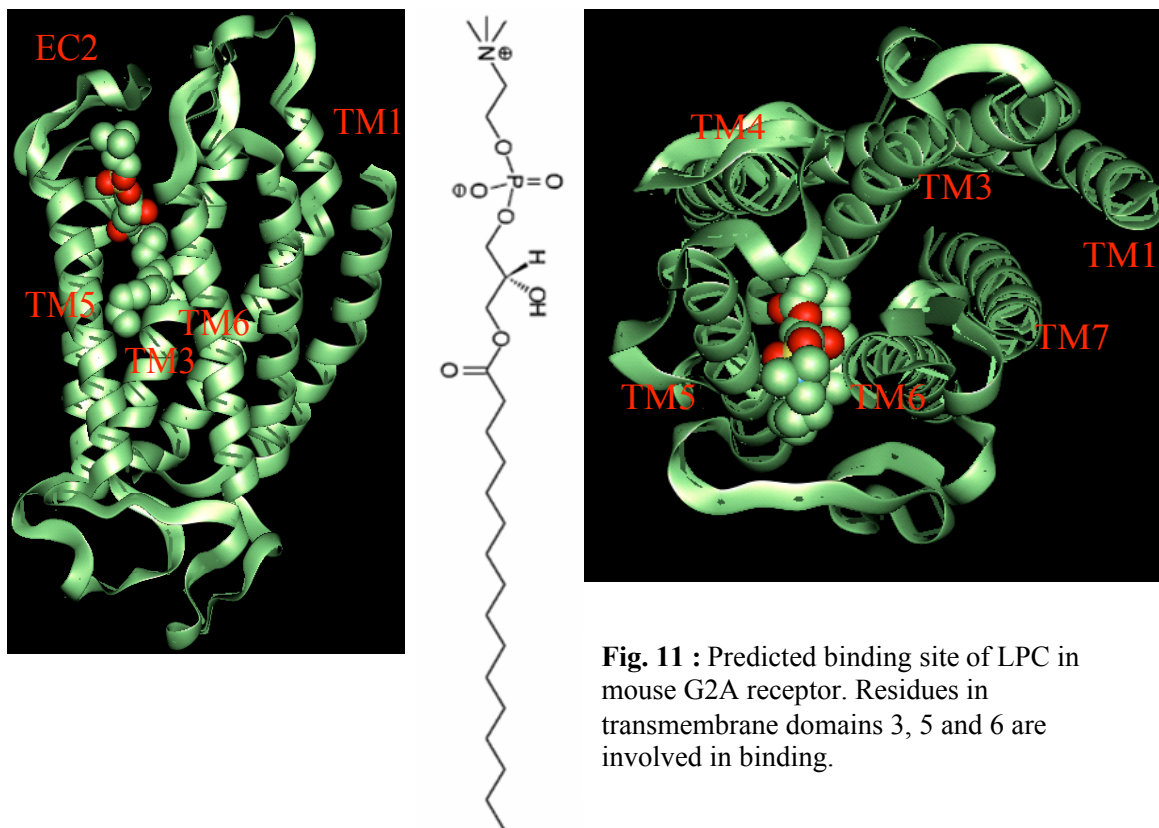 EC2
TM1
TM5
TM6
TM3
N
⊕
O
P
O
O
⊖
O
H
OH
O
O
TM4
TM3
TM1
TM7
TM5
TM6
Fig. 11 : Predicted binding site of LPC in
mouse G2A receptor. Residues in
transmembrane domains 3, 5 and 6 are
involved in binding.